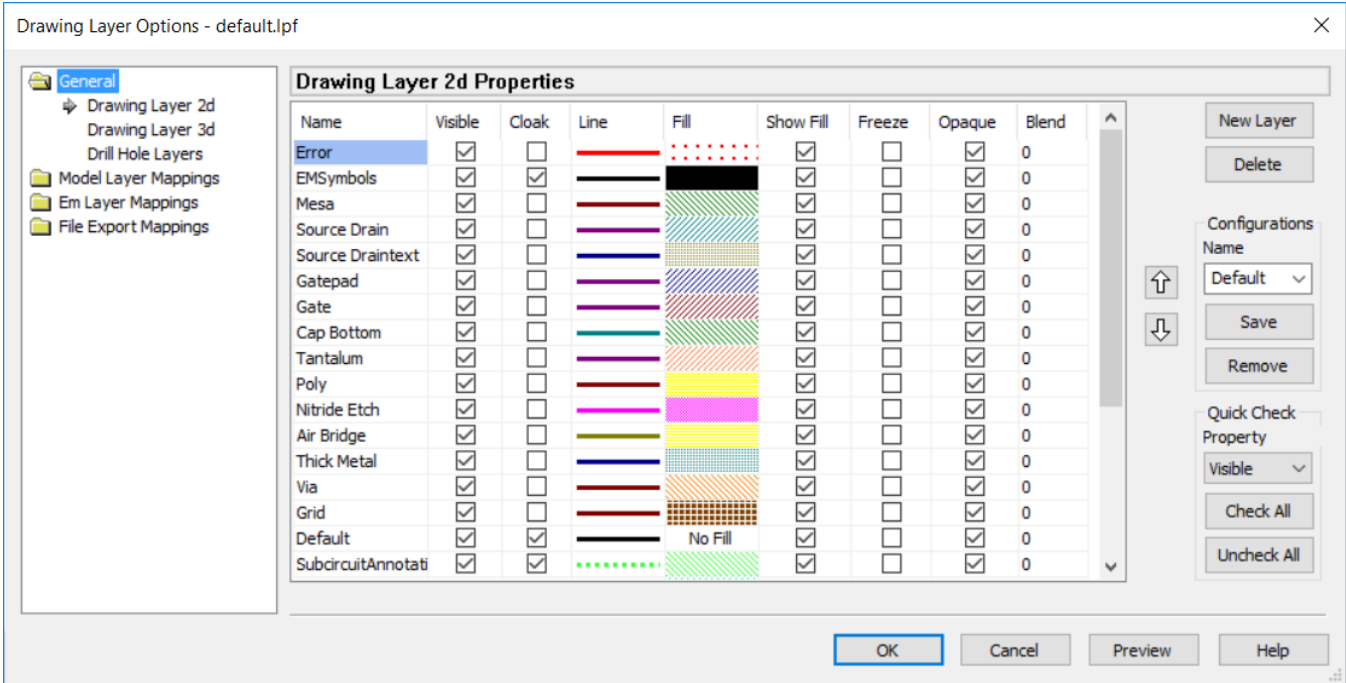 Drawing Layer Options - default.lpf
General
Drawing Layer 2d
Drawing Layer 3d
Drill Hole Layers
Model Layer Mappings
Em Layer Mappings
File Export Mappings
Drawing Layer 2d Properties
Name Visible Cloak Line Fill Show Fill Freeze Opaque Blend
Error 0
EMSymbols 0
Mesa 0
Source Drain 0
Source Draintext 0
Gatepad 0
Gate 0
Cap Bottom 0
Tantalum 0
Poly 0
Nitride Etch 0
Air Bridge 0
Thick Metal 0
Via 0
Grid 0
Default No Fill 0
SubcircuitAnnotati 0
New Layer
Delete
Configurations
Name
Default
Save
Remove
Quick Check
Property
Visible
Check All
Uncheck All
OK Cancel Preview Help